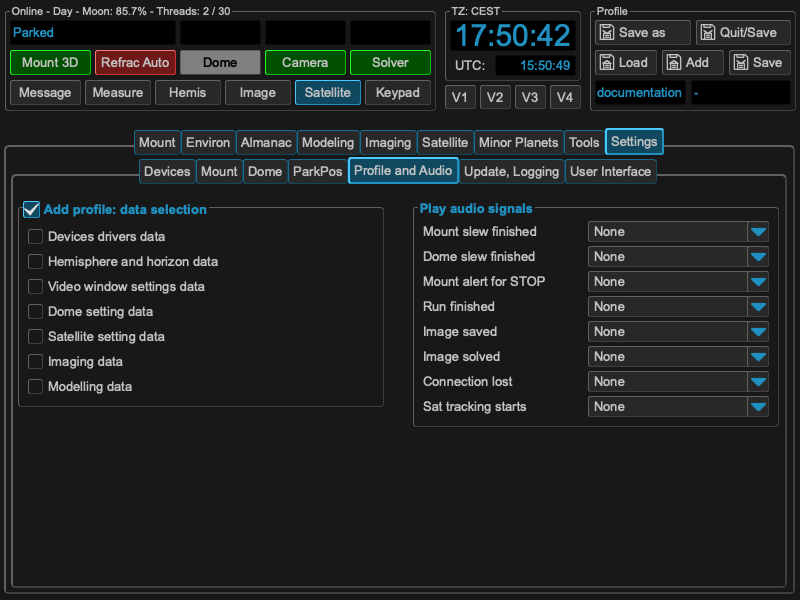 Online - Day - Moon: 85.7% - Threads: 2 / 30
Parked
Mount 3D Refrac Auto Dome Camera Solver
Message Measure Hemis Image Satellite Keypad
TZ: CEST
17:50:42
UTC: 15:50:49
V1 V2 V3 V4
Profile
Save as Quit/Save
Load Add Save
documentation -
Mount Environ Almanac Modeling Imaging Satellite Minor Planets Tools Settings
Devices Mount Dome ParkPos Profile and Audio Update, Logging User Interface
Add profile: data selection
Devices drivers data
Hemisphere and horizon data
Video window settings data
Dome setting data
Satellite setting data
Imaging data
Modelling data
Play audio signals
Mount slew finished None
Dome slew finished None
Mount alert for STOP None
Run finished None
Image saved None
Image solved None
Connection lost None
Sat tracking starts None